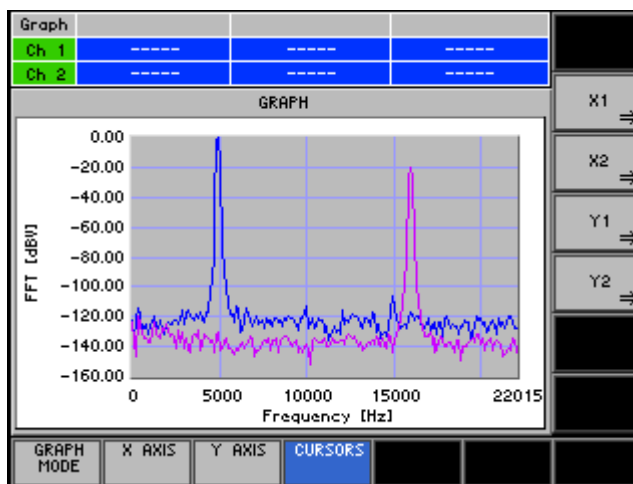 Graph
Ch 1 ----- ----- -----
Ch 2 ----- ----- -----
GRAPH
0.00
-20.00
-40.00
-60.00
-80.00
-100.00
-120.00
-140.00
-160.00
FFT [dBV]
0 5000 10000 15000 22015
Frequency [Hz]
X1 ⇒
X2 ⇒
Y1 ⇒
Y2 ⇒
GRAPH MODE
X AXIS
Y AXIS
CURSORS